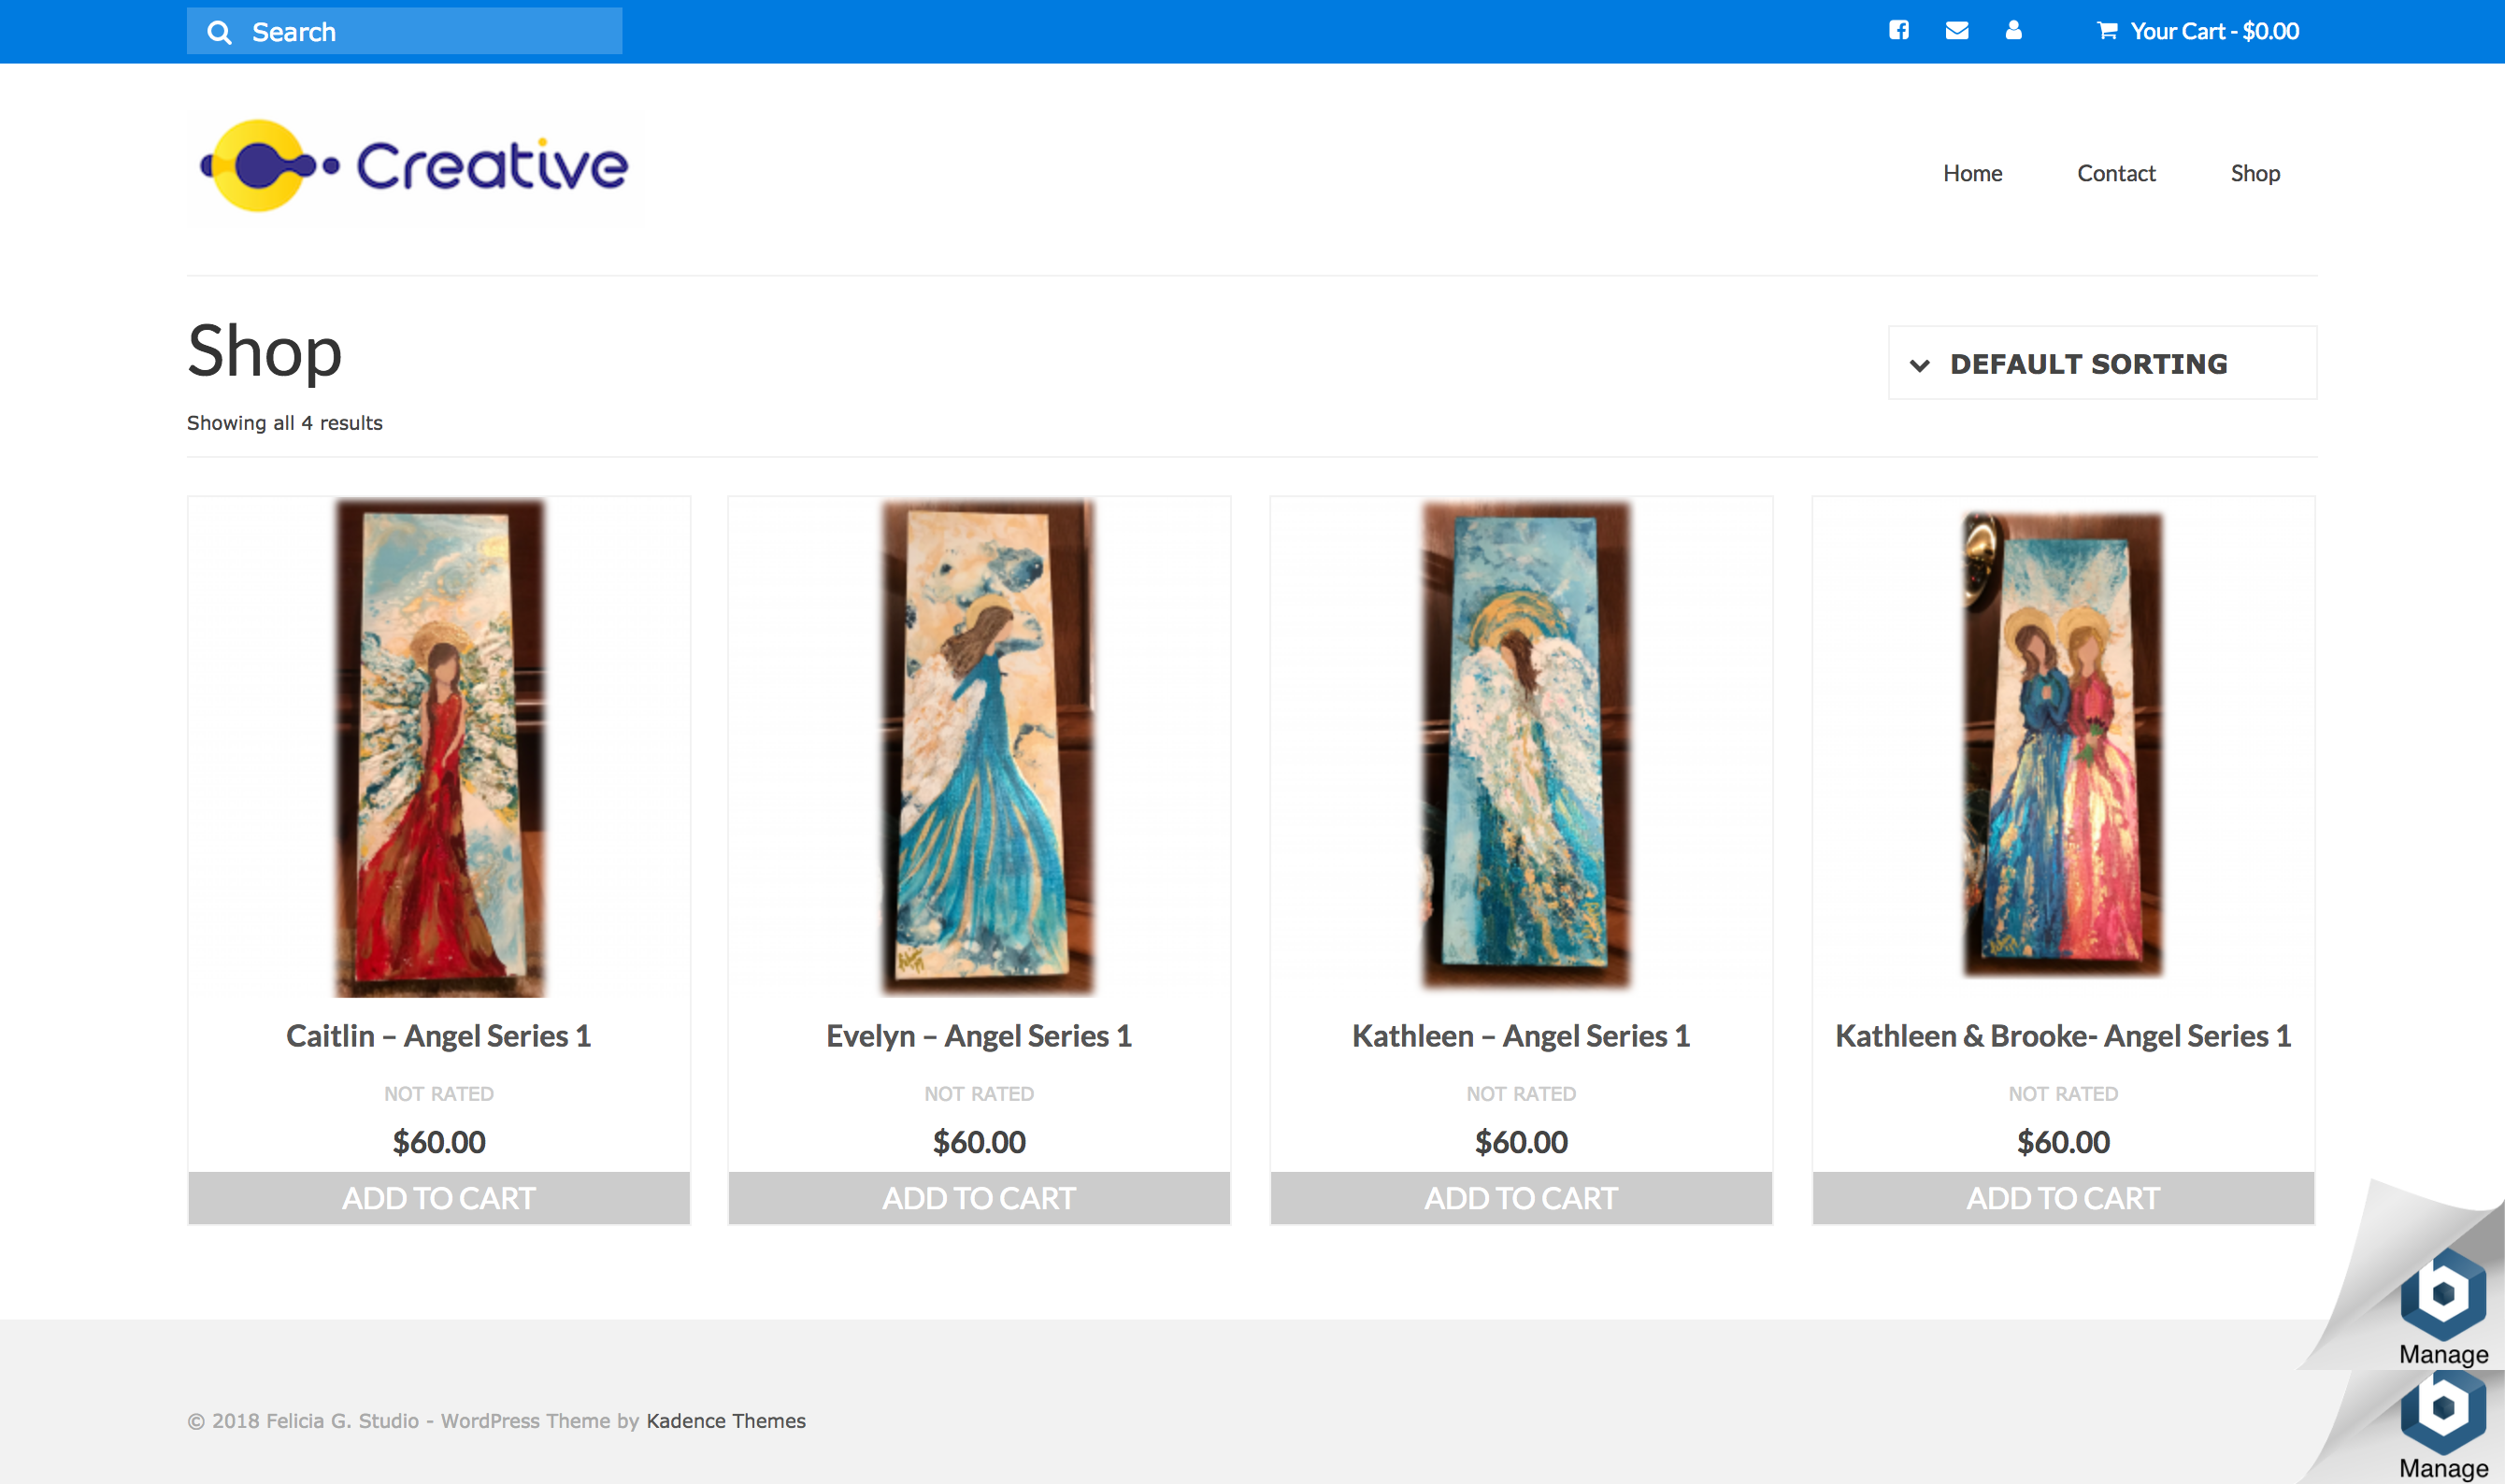 Search
Your Cart - $0.00
Creative
Home
Contact
Shop
Shop
DEFAULT SORTING
Showing all 4 results
Caitlin – Angel Series 1
NOT RATED
$60.00
ADD TO CART
Evelyn – Angel Series 1
NOT RATED
$60.00
ADD TO CART
Kathleen – Angel Series 1
NOT RATED
$60.00
ADD TO CART
Kathleen & Brooke- Angel Series 1
NOT RATED
$60.00
ADD TO CART
Manage
© 2018 Felicia G. Studio - WordPress Theme by Kadence Themes
Manage